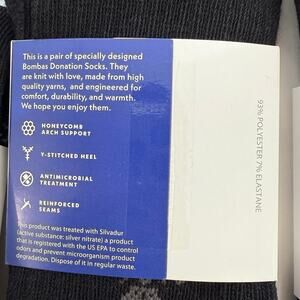 This is a pair of specially designed
Bombas Donation Socks. They
are knit with love, made from high
quality yarns, and engineered for
comfort, durability, and warmth.
We hope you enjoy them.
HONEYCOMB
ARCH SUPPORT
Y-STITCHED HEEL
ANTIMICROBIAL
TREATMENT
REINFORCED
SEAMS
This product was treated with Silvadur
(active substance: silver nitrate) a product
that is registered with the US EPA to control
odors and prevent microorganism product
degradation. Dispose of it in regular waste.
93% POLYESTER 7% ELASTANE